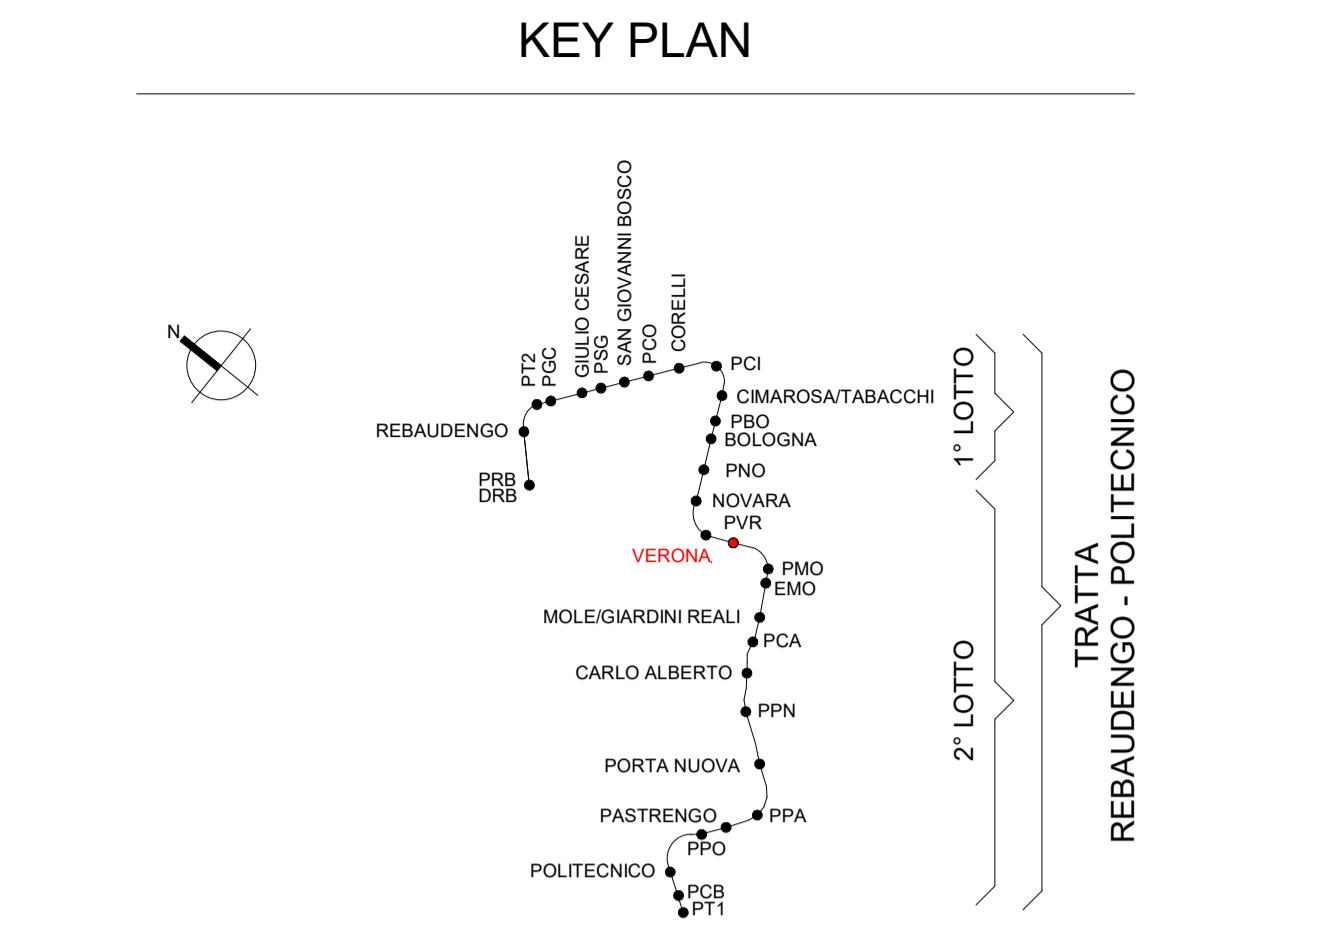 KEY PLAN
N
PT2
PGC
GIULIO CESARE
PSG
SAN GIOVANNI BOSCO
PCO
CORELLI
PCI
CIMAROSA/TABACCHI
PBO
BOLOGNA
PNO
NOVARA
PVR
VERONA
REBAUDENGO
PRB
DRB
PMO
EMO
MOLE/GIARDINI REALI
PCA
CARLO ALBERTO
PPN
PORTA NUOVA
PASTRENGO
PPA
PPO
POLITECNICO
PCB
PT1
1° LOTTO
2° LOTTO
TRATTA
REBAUDENGO - POLITECNICO